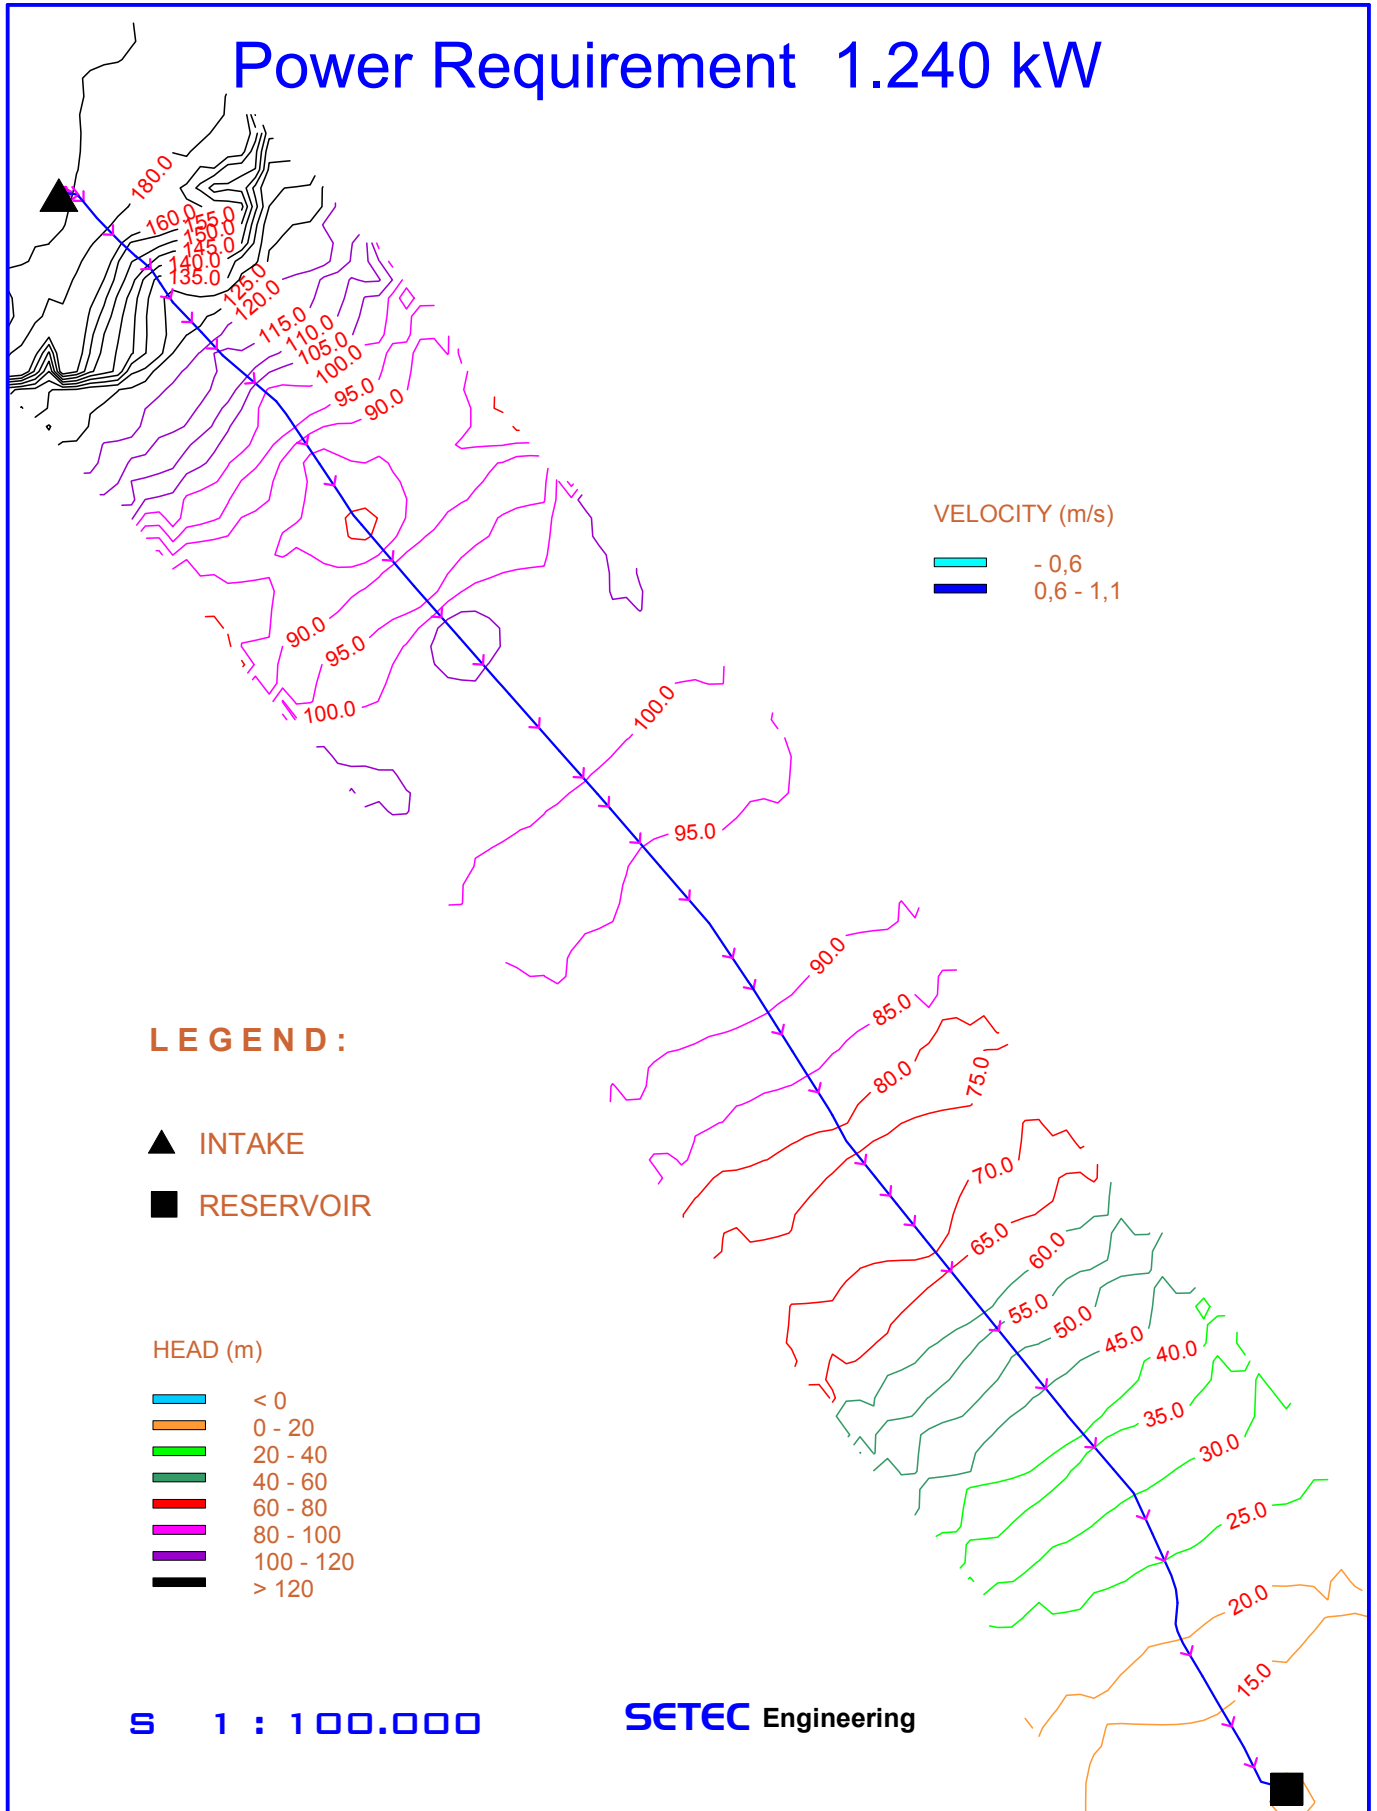 Power Requirement 1.240 kW
180.0
160.0
155.0
150.0
145.0
140.0
135.0
125.0
120.0
115.0
110.0
105.0
100.0
95.0
90.0
VELOCITY (m/s)
- 0,6
0,6 - 1,1
90.0
95.0
100.0
100.0
95.0
90.0
85.0
80.0
75.0
70.0
65.0
60.0
55.0
50.0
45.0
40.0
35.0
30.0
25.0
20.0
15.0
LEGEND:
INTAKE
RESERVOIR
HEAD (m)
< 0
0 - 20
20 - 40
40 - 60
60 - 80
80 - 100
100 - 120
> 120
S 1 : 100.000
SETEC Engineering